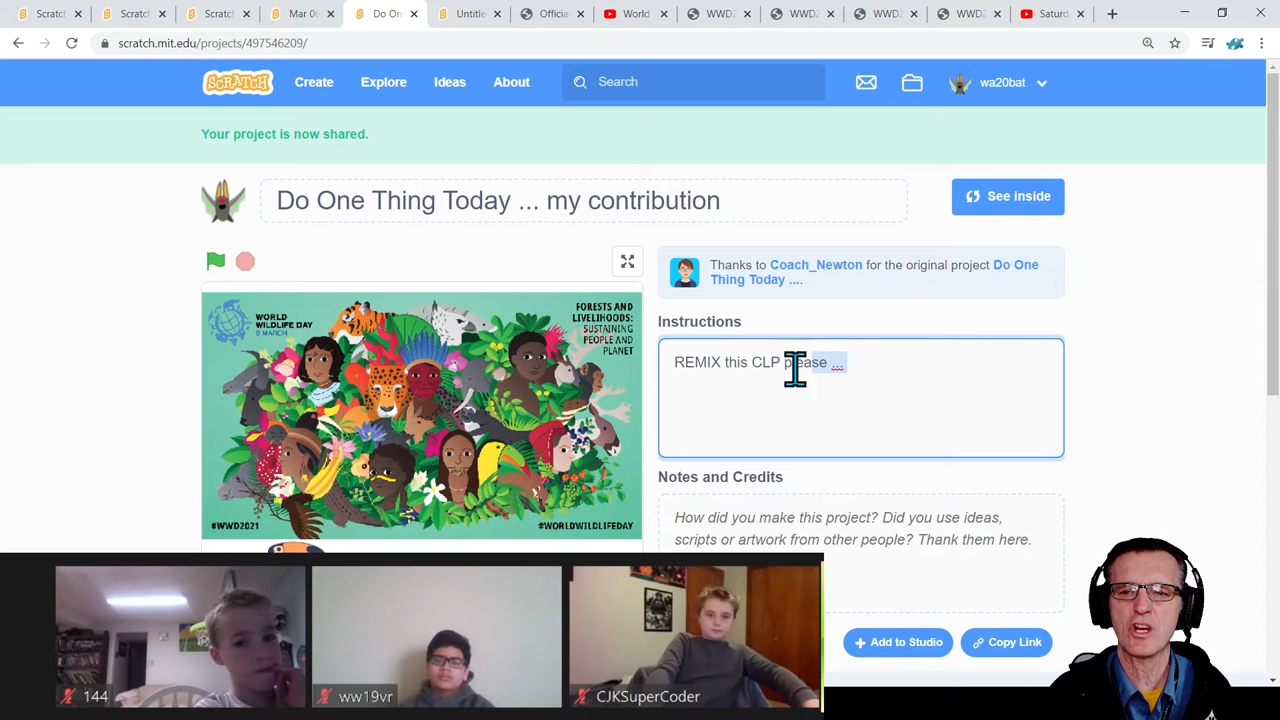 Scratch
Scratch
Scratch
Mar 06
Do One
Untitle
Official
World
WWD2
WWD2
WWD2
WWD2
Saturd
scratch.mit.edu/projects/497546209/
SCRATCH
Create
Explore
Ideas
About
Search
wa20bat
Your project is now shared.
Do One Thing Today ... my contribution
See inside
Thanks to Coach_Newton for the original project Do One
Thing Today ....
Instructions
REMIX this CLP please ...
WORLD
WILDLIFE DAY
3 MARCH
FORESTS AND
LIVELIHOODS:
SUSTAINING
PEOPLE AND
PLANET
#WWD2021
#WORLDWILDLIFEDAY
Notes and Credits
How did you make this project? Did you use ideas,
scripts or artwork from other people? Thank them here.
Add to Studio
Copy Link
144
ww19vr
CJKSuperCoder